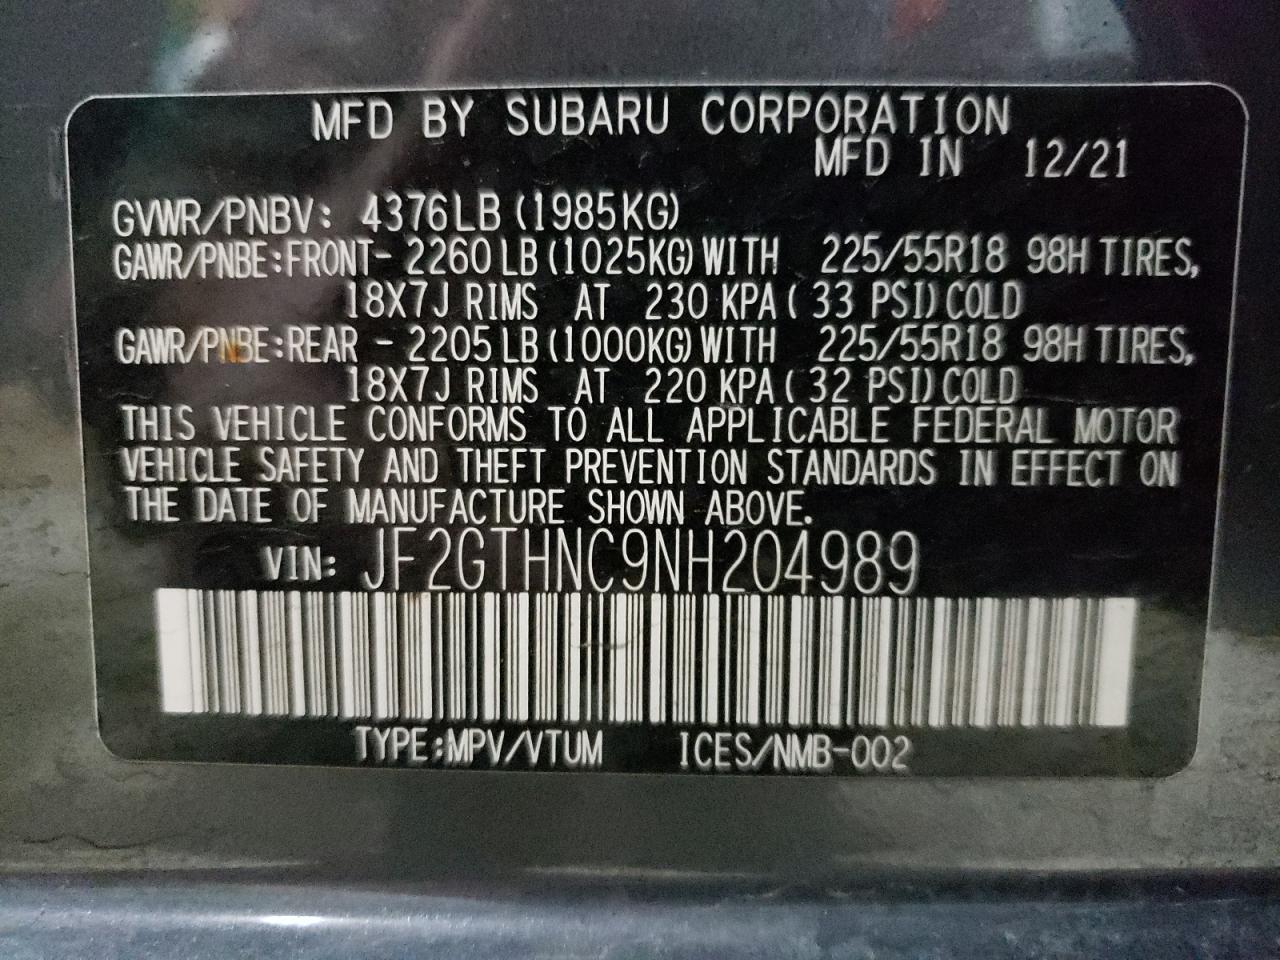 MFD BY SUBARU CORPORATION
MFD IN 12/21
GVWR/PNBV: 4376LB (1985KG)
GAWR/PNBE:FRONT- 2260LB (1025KG) WITH 225/55R18 98H TIRES,
18X7J RIMS AT 230 KPA ( 33 PSI) COLD
GAWR/PNBE:REAR - 2205LB (1000KG) WITH 225/55R18 98H TIRES,
18X7J RIMS AT 220 KPA ( 32 PSI) COLD
THIS VEHICLE CONFORMS TO ALL APPLICABLE FEDERAL MOTOR
VEHICLE SAFETY AND THEFT PREVENTION STANDARDS IN EFFECT ON
THE DATE OF MANUFACTURE SHOWN ABOVE.
VIN: JF2GTHNC9NH204989
TYPE:MPV/VTUM ICES/NMB-002